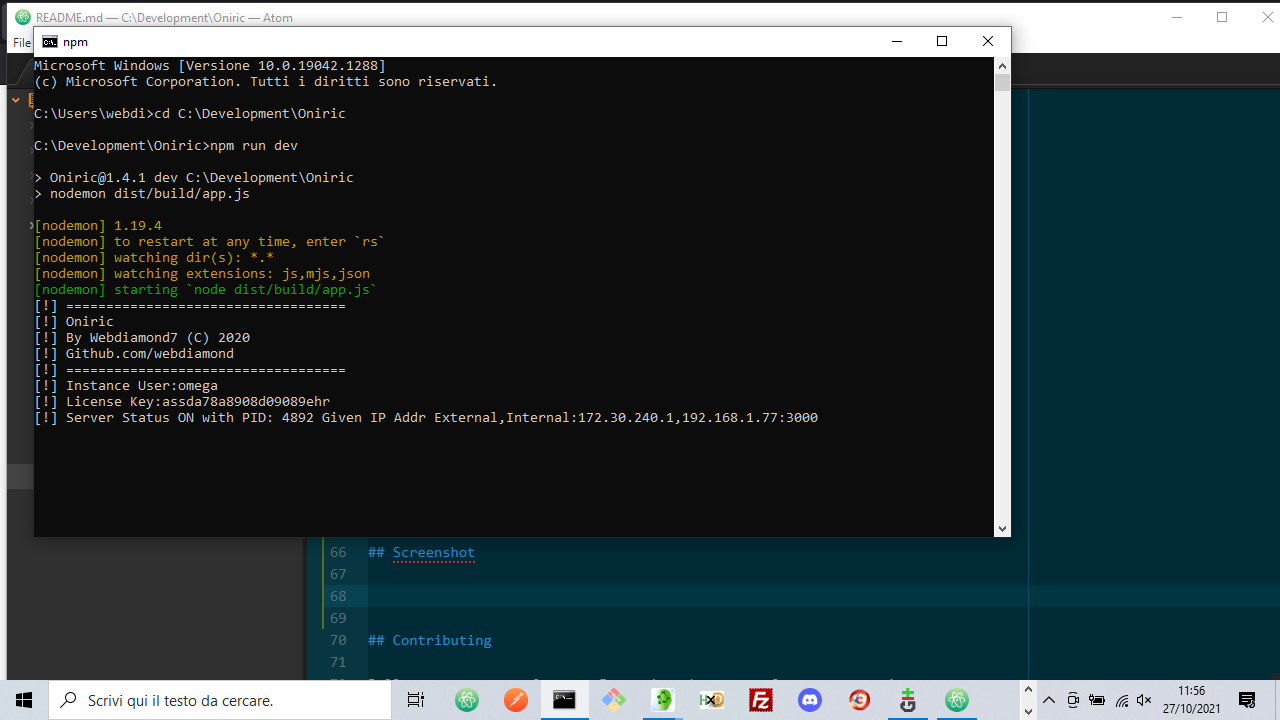 README.md — C:\Development\Oniric — Atom
File
npm
Microsoft Windows [Versione 10.0.19042.1288]
(c) Microsoft Corporation. Tutti i diritti sono riservati.
C:\Users\webdi>cd C:\Development\Oniric
C:\Development\Oniric>npm run dev
> Oniric@1.4.1 dev C:\Development\Oniric
> nodemon dist/build/app.js
[nodemon] 1.19.4
[nodemon] to restart at any time, enter `rs`
[nodemon] watching dir(s): *.*
[nodemon] watching extensions: js,mjs,json
[nodemon] starting `node dist/build/app.js`
[!] ===================================
[!] Oniric
[!] By Webdiamond7 (C) 2020
[!] Github.com/webdiamond
[!] ===================================
[!] Instance User:omega
[!] License Key:assda78a8908d09089ehr
[!] Server Status ON with PID: 4892 Given IP Addr External,Internal:172.30.240.1,192.168.1.77:3000
66 ## Screenshot
67
68
69
70 ## Contributing
71
Scrivi qui il testo da cercare.
11:56
27/10/2021